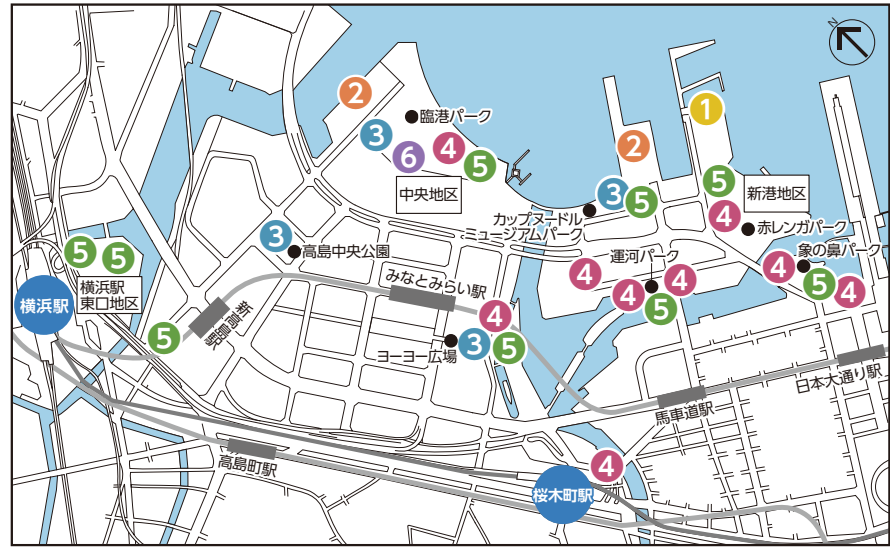 N
1
2
臨港パーク
3
4
6
5
2
中央地区
5
新港地区
3
5
カップヌードル
ミュージアムパーク
4
赤レンガパーク
3
高島中央公園
運河パーク
象の鼻パーク
5
5
横浜駅
東口地区
みなとみらい駅
4
4
4
4
5
4
5
横浜駅
新高島駅
4
5
ヨーヨー広場
3
5
日本大通り駅
馬車道駅
高島町駅
4
桜木町駅